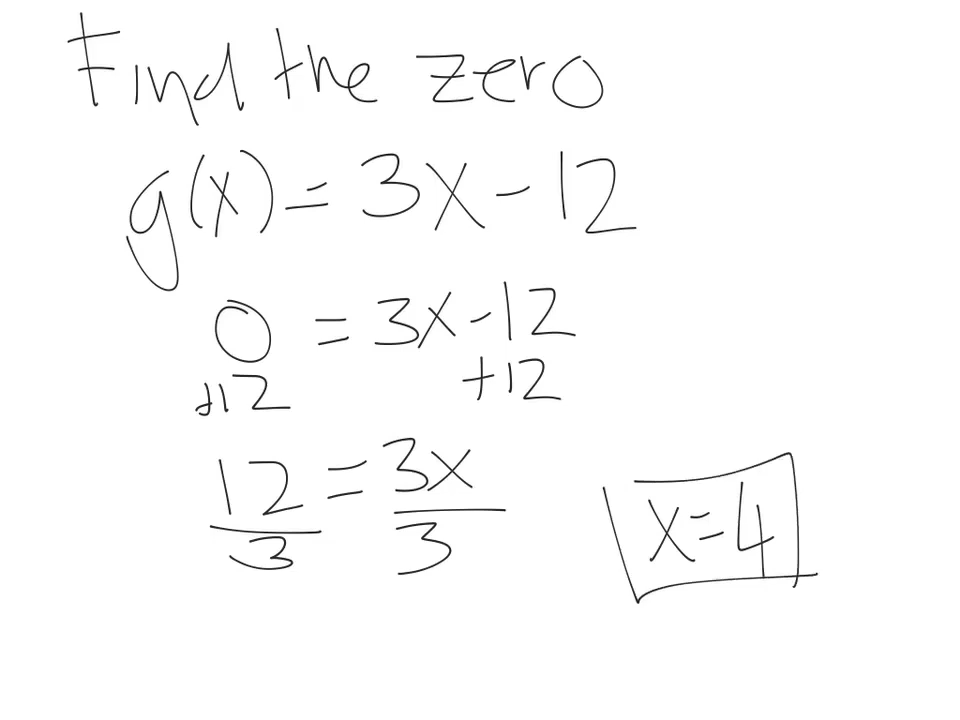 Find the zero
g(x) = 3x - 12
0 = 3x - 12
+12 +12
12 = 3x
3 3
x = 4